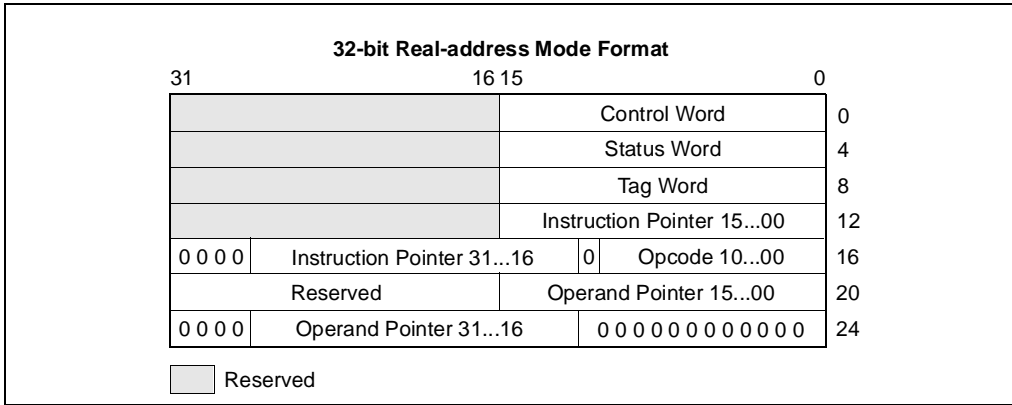 32-bit Real-address Mode Format
31 16 15 0
Control Word 0
Status Word 4
Tag Word 8
Instruction Pointer 15...00 12
0 0 0 0 Instruction Pointer 31...16 0 Opcode 10...00 16
Reserved Operand Pointer 15...00 20
0 0 0 0 Operand Pointer 31...16 0 0 0 0 0 0 0 0 0 0 0 0 24
Reserved